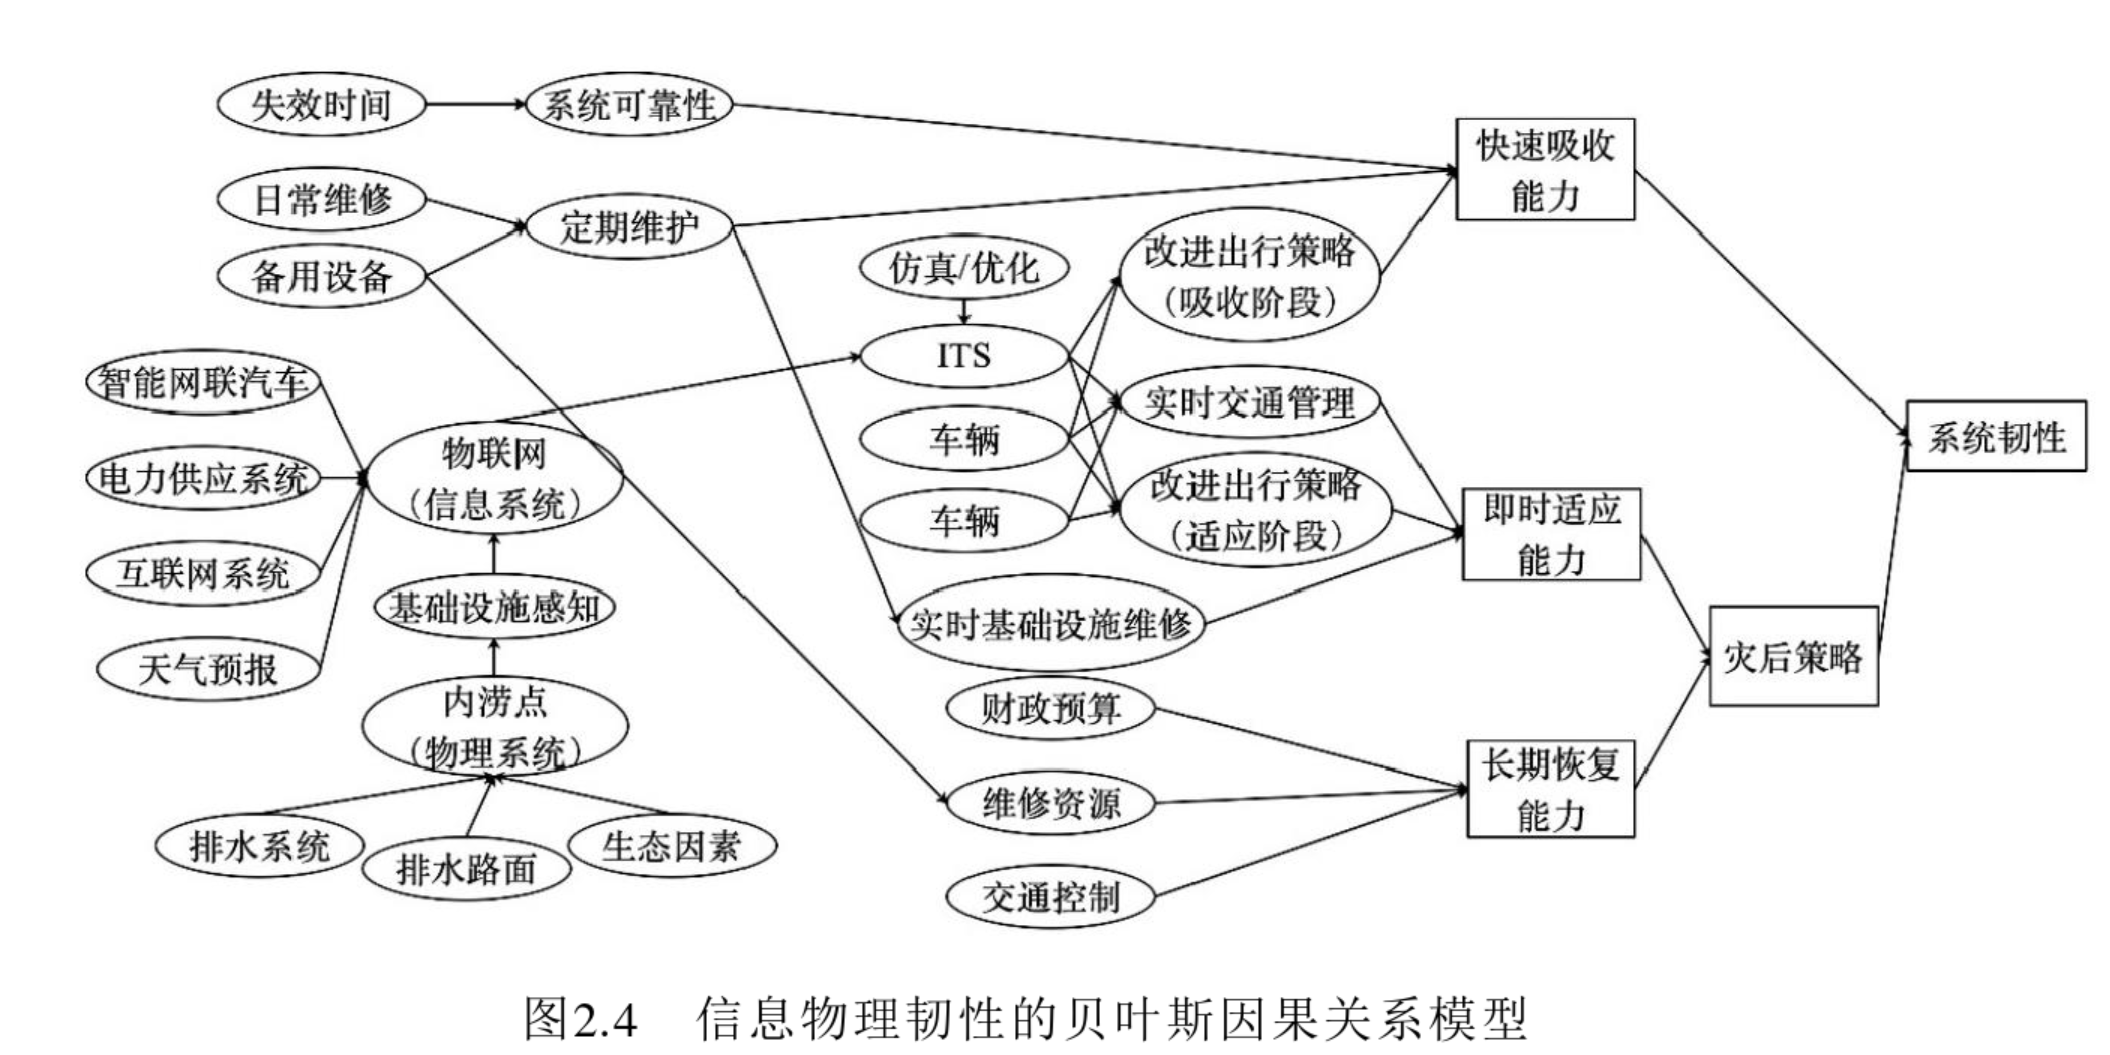 失效时间
系统可靠性
快速吸收
能力
日常维修
定期维护
备用设备
仿真/优化
改进出行策略
（吸收阶段）
ITS
智能网联汽车
实时交通管理
车辆
系统韧性
物联网
（信息系统）
电力供应系统
改进出行策略
（适应阶段）
车辆
即时适应
能力
互联网系统
基础设施感知
实时基础设施维修
天气预报
灾后策略
内涝点
（物理系统）
财政预算
长期恢复
能力
维修资源
排水系统
排水路面
生态因素
交通控制
图2.4 信息物理韧性的贝叶斯因果关系模型